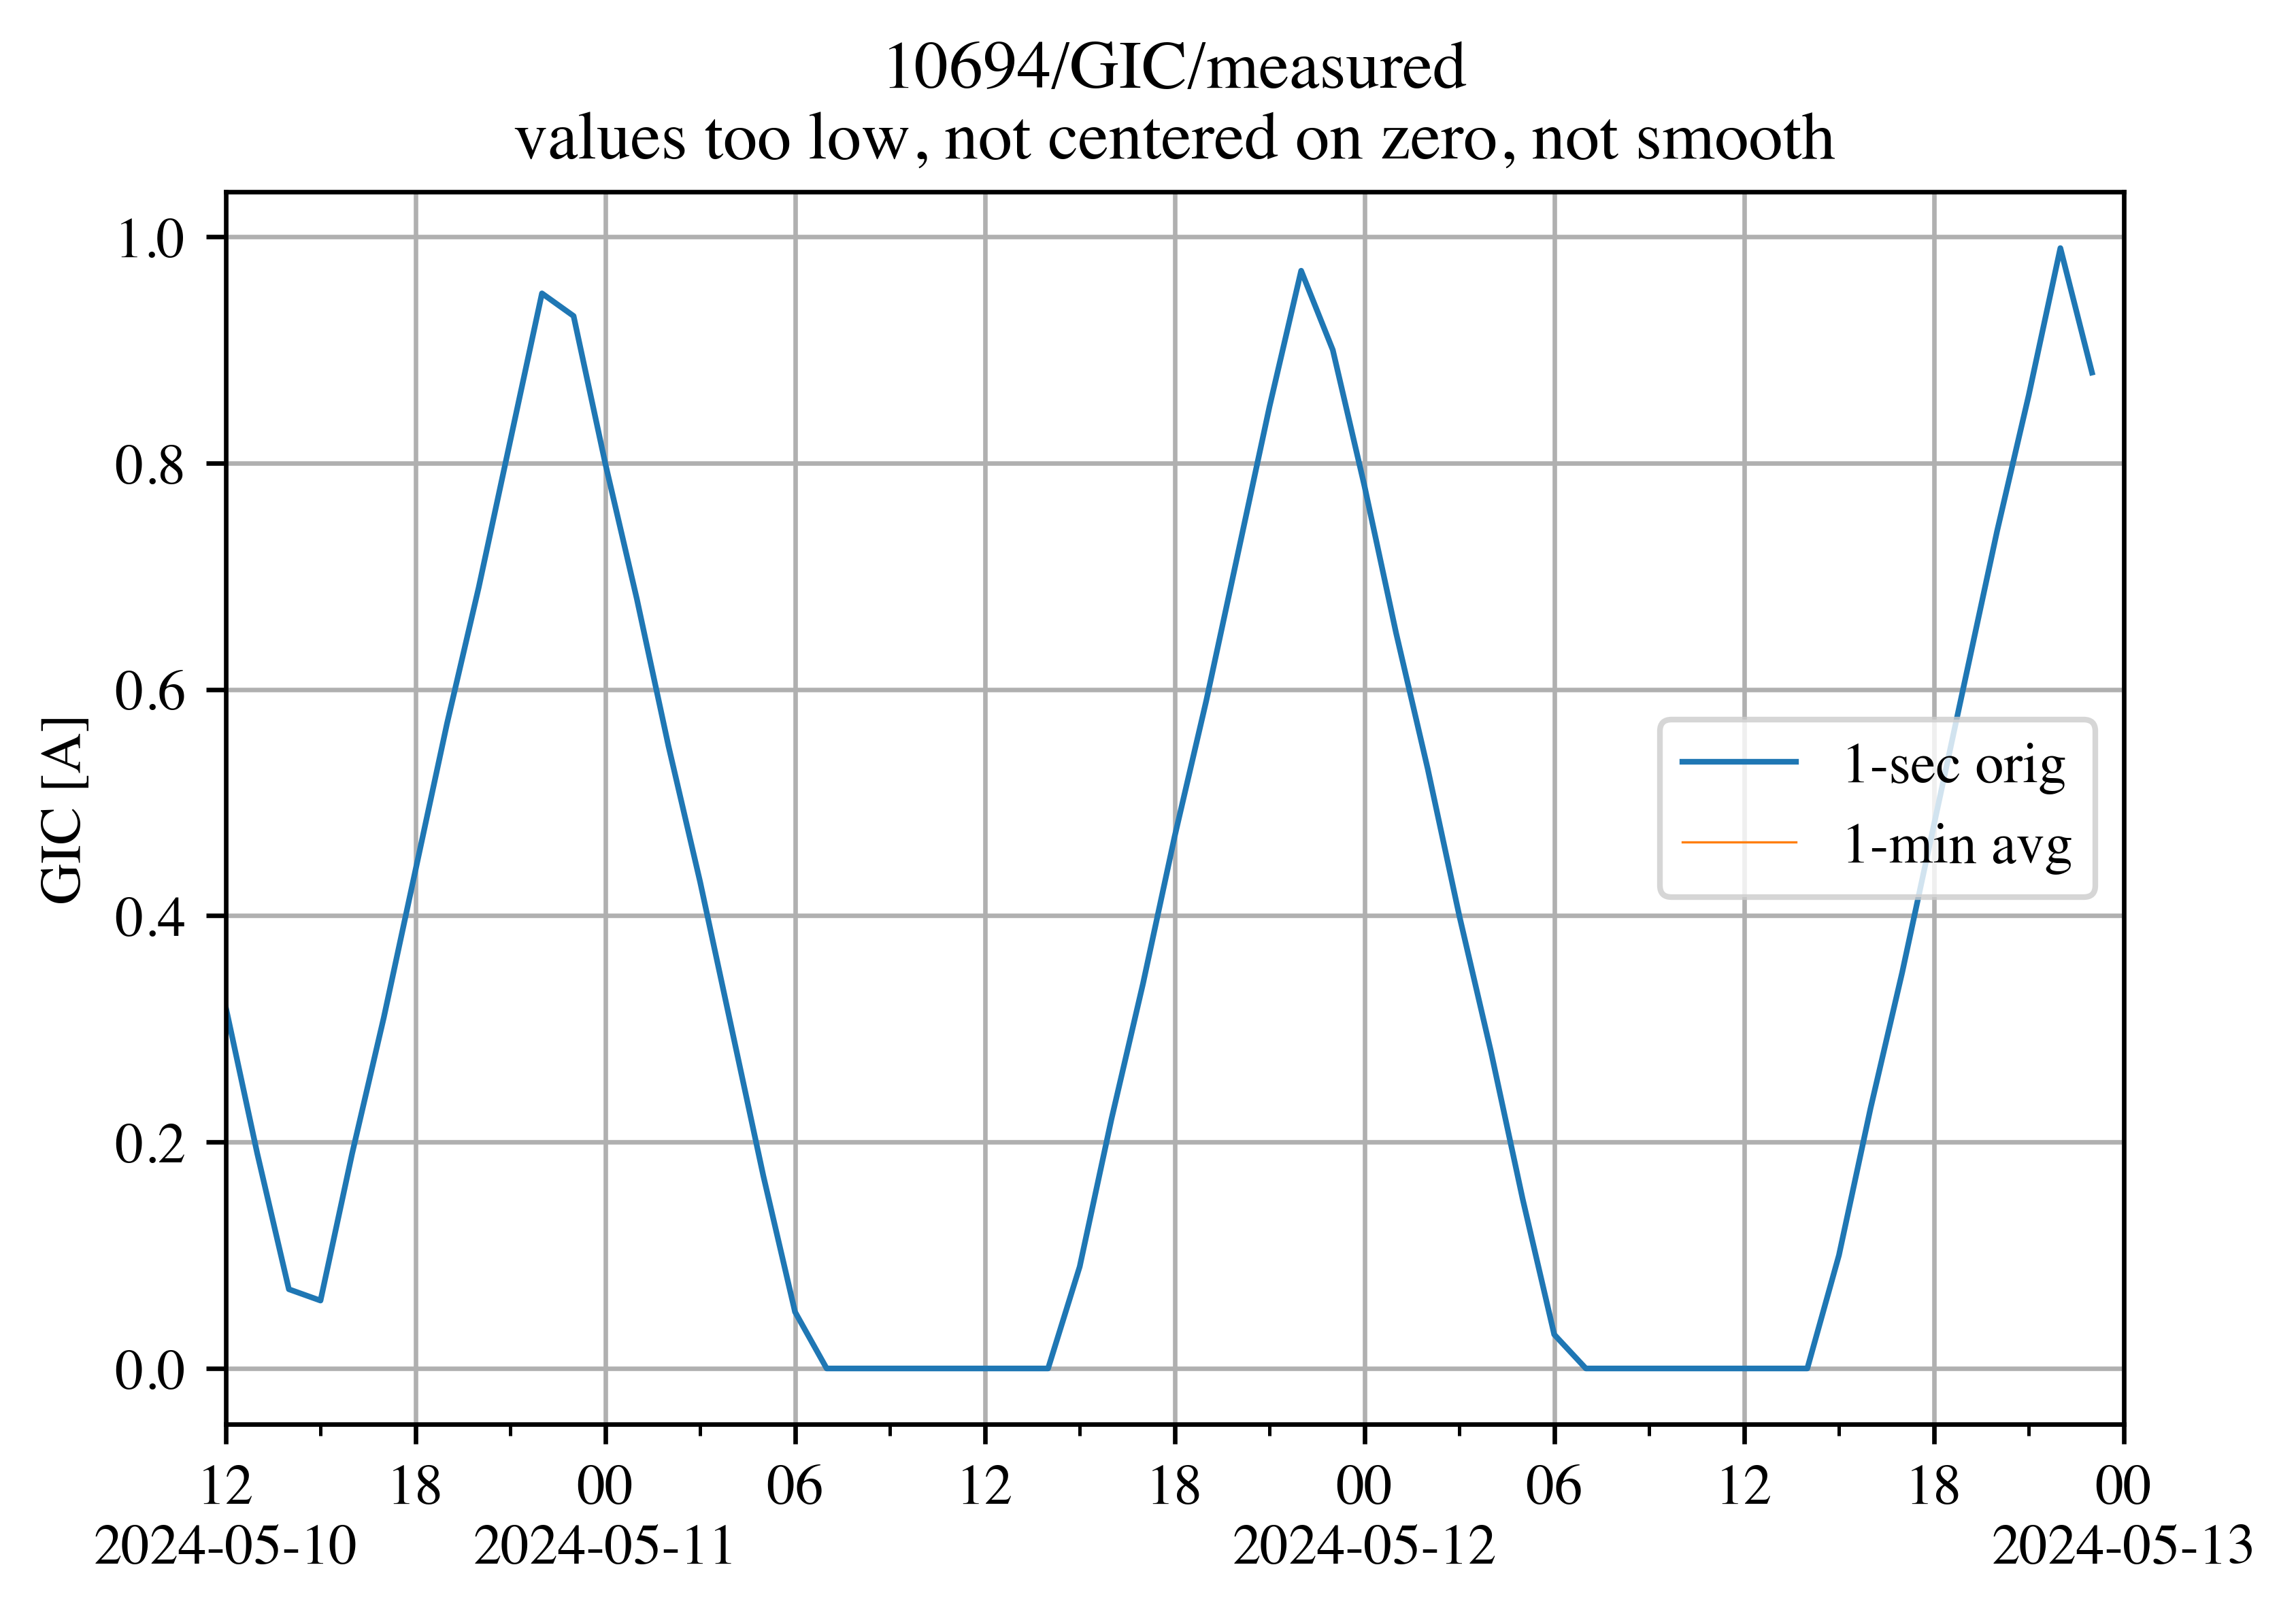 10694/GIC/measured
values too low, not centered on zero, not smooth
1.0
0.8
0.6
0.4
0.2
0.0
GIC [A]
1-sec orig
1-min avg
12 18 00 06 12 18 00 06 12 18 00
2024-05-10 2024-05-11 2024-05-12 2024-05-13